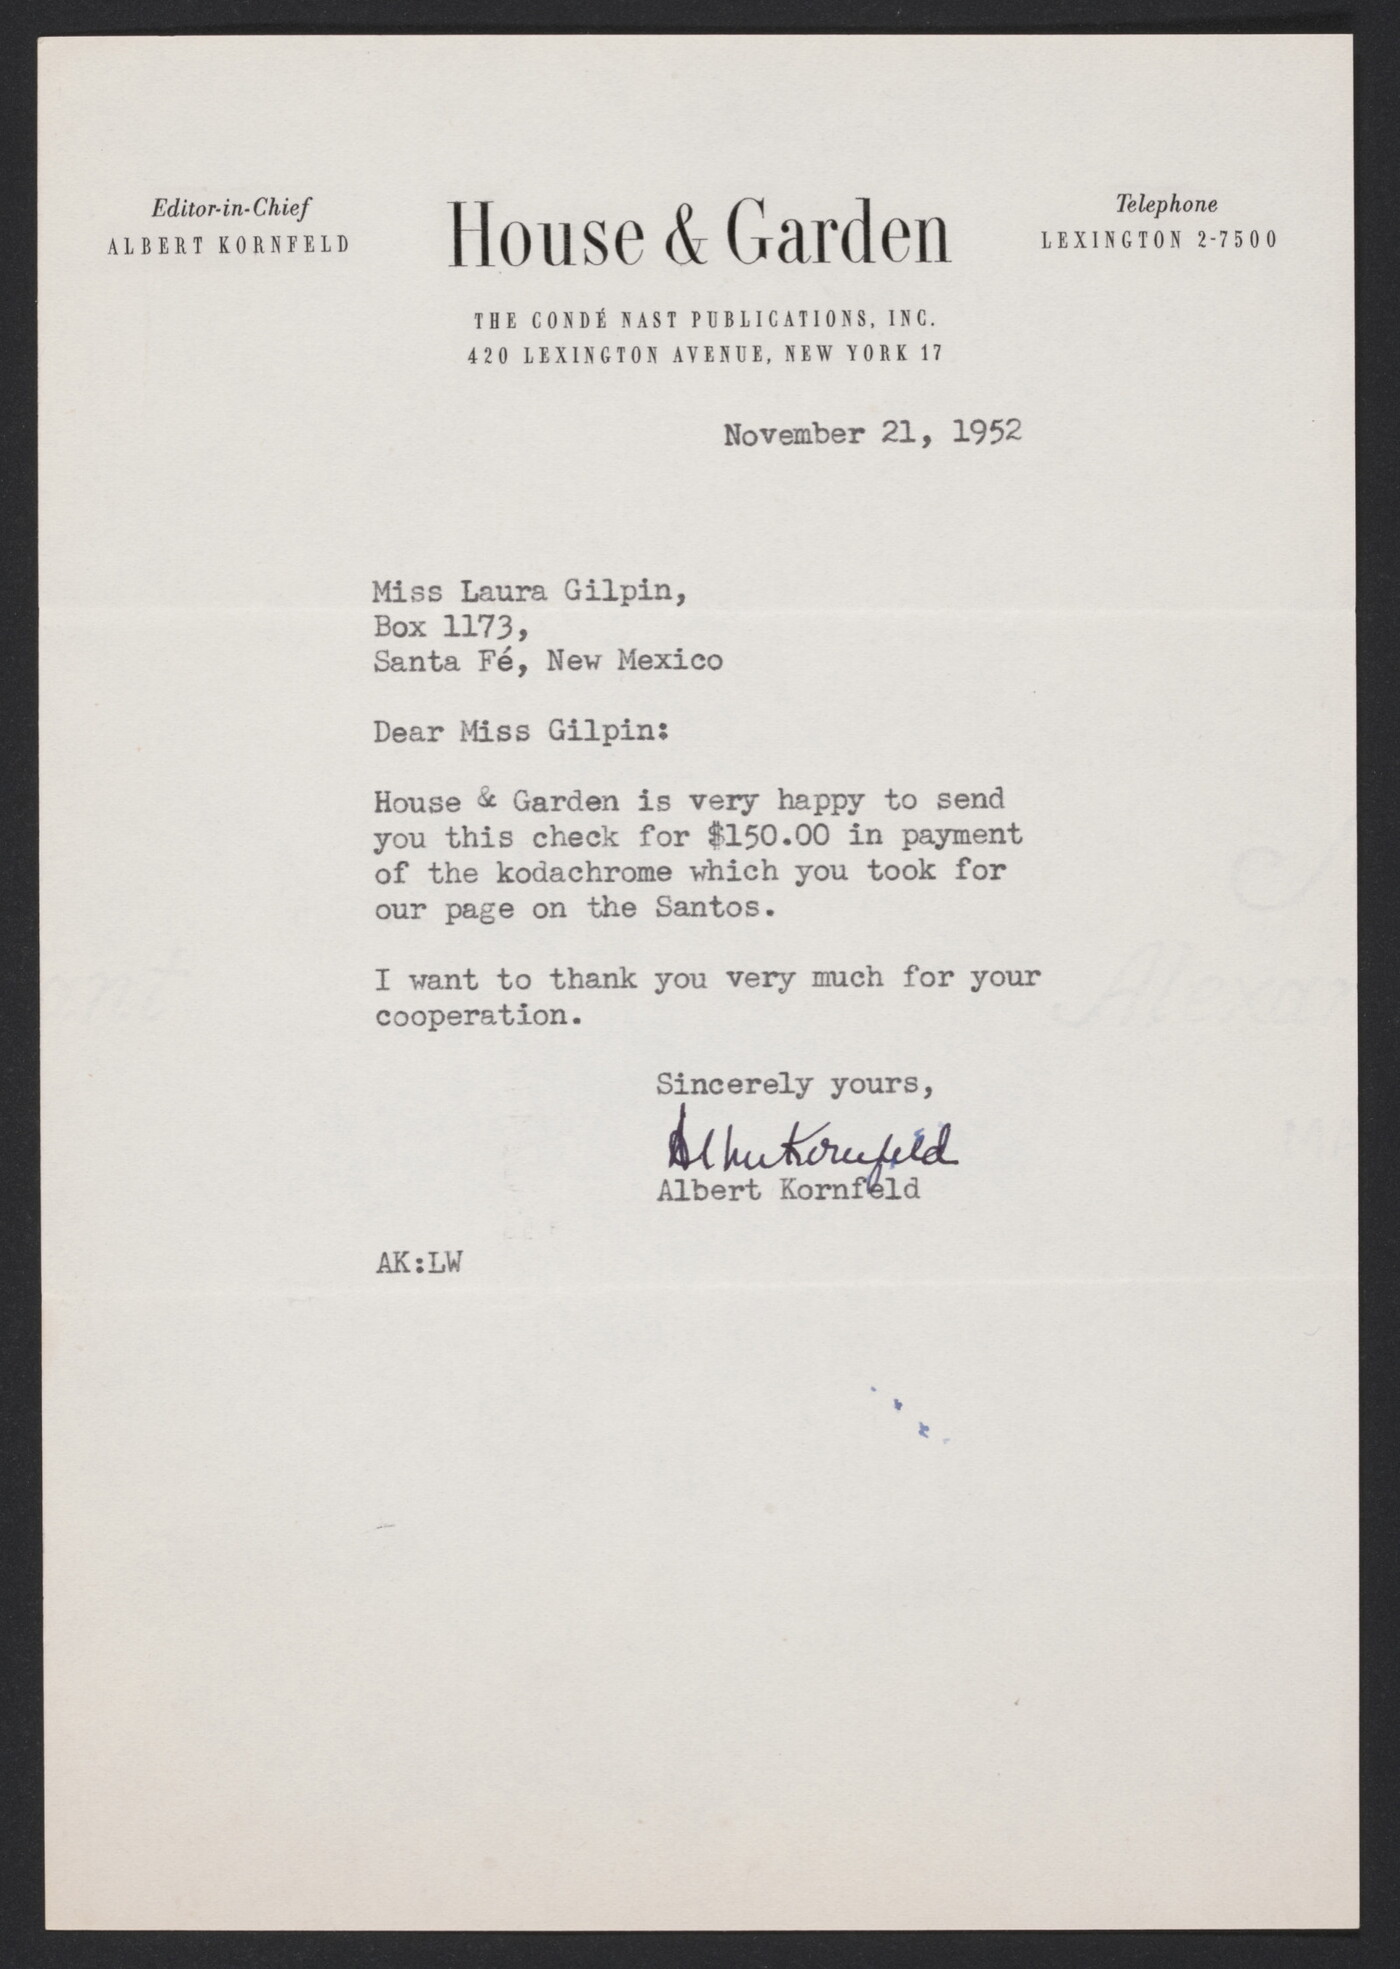 Editor-in-Chief
ALBERT KORNFELD
House & Garden
THE CONDÉ NAST PUBLICATIONS, INC.
420 LEXINGTON AVENUE, NEW YORK 17
Telephone
LEXINGTON 2-7500
November 21, 1952
Miss Laura Gilpin,
Box 1173,
Santa Fé, New Mexico
Dear Miss Gilpin:
House & Garden is very happy to send
you this check for $150.00 in payment
of the kodachrome which you took for
our page on the Santos.
I want to thank you very much for your
cooperation.
Sincerely yours,
Albert Kornfeld
Albert Kornfeld
AK:LW